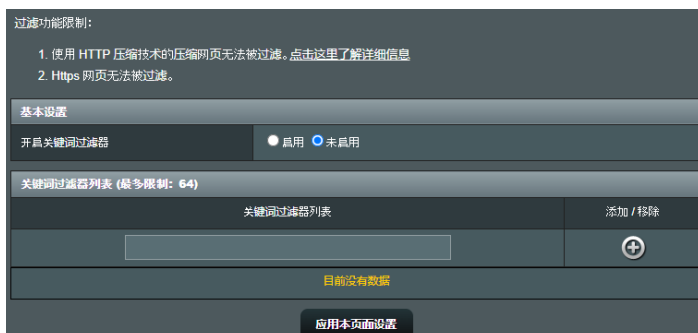 过滤功能限制：
1. 使用 HTTP 压缩技术的压缩网页无法被过滤。点击这里了解详细信息
2. Https 网页无法被过滤。
基本设置
开启关键词过滤器 启用 未启用
关键词过滤器列表 (最多限制：64)
关键词过滤器列表 添加 / 移除
目前没有数据
应用本页面设置